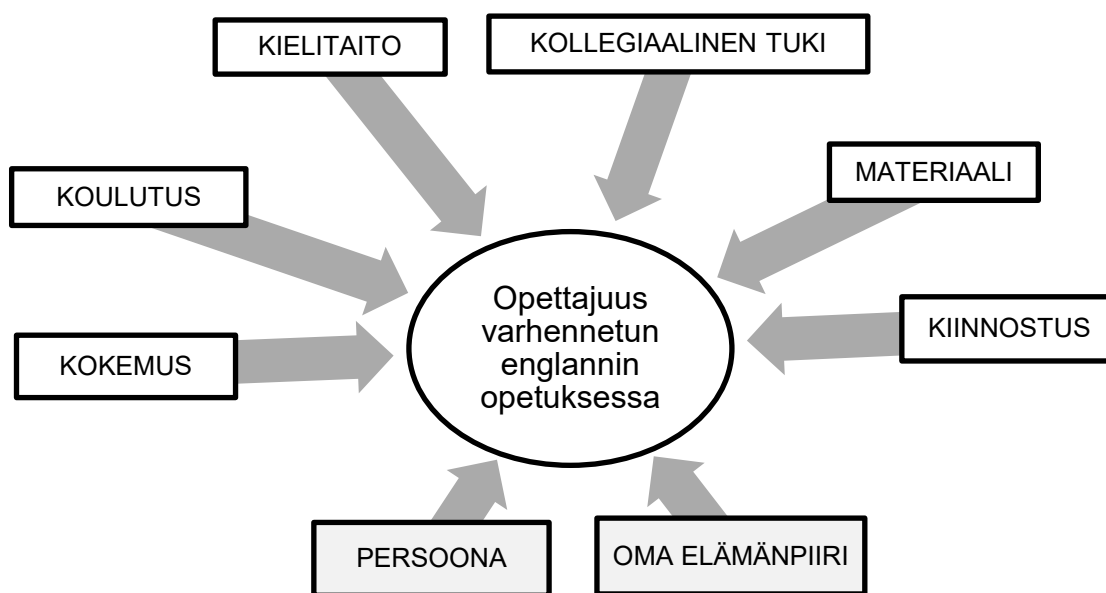 KIELITAITO
KOLLEGIAALINEN TUKI
KOULUTUS
MATERIAALI
Opettajuus
varhennetun
englannin
opetuksessa
KOKEMUS
KIINNOSTUS
PERSOONA
OMA ELÄMÄNPIIRI